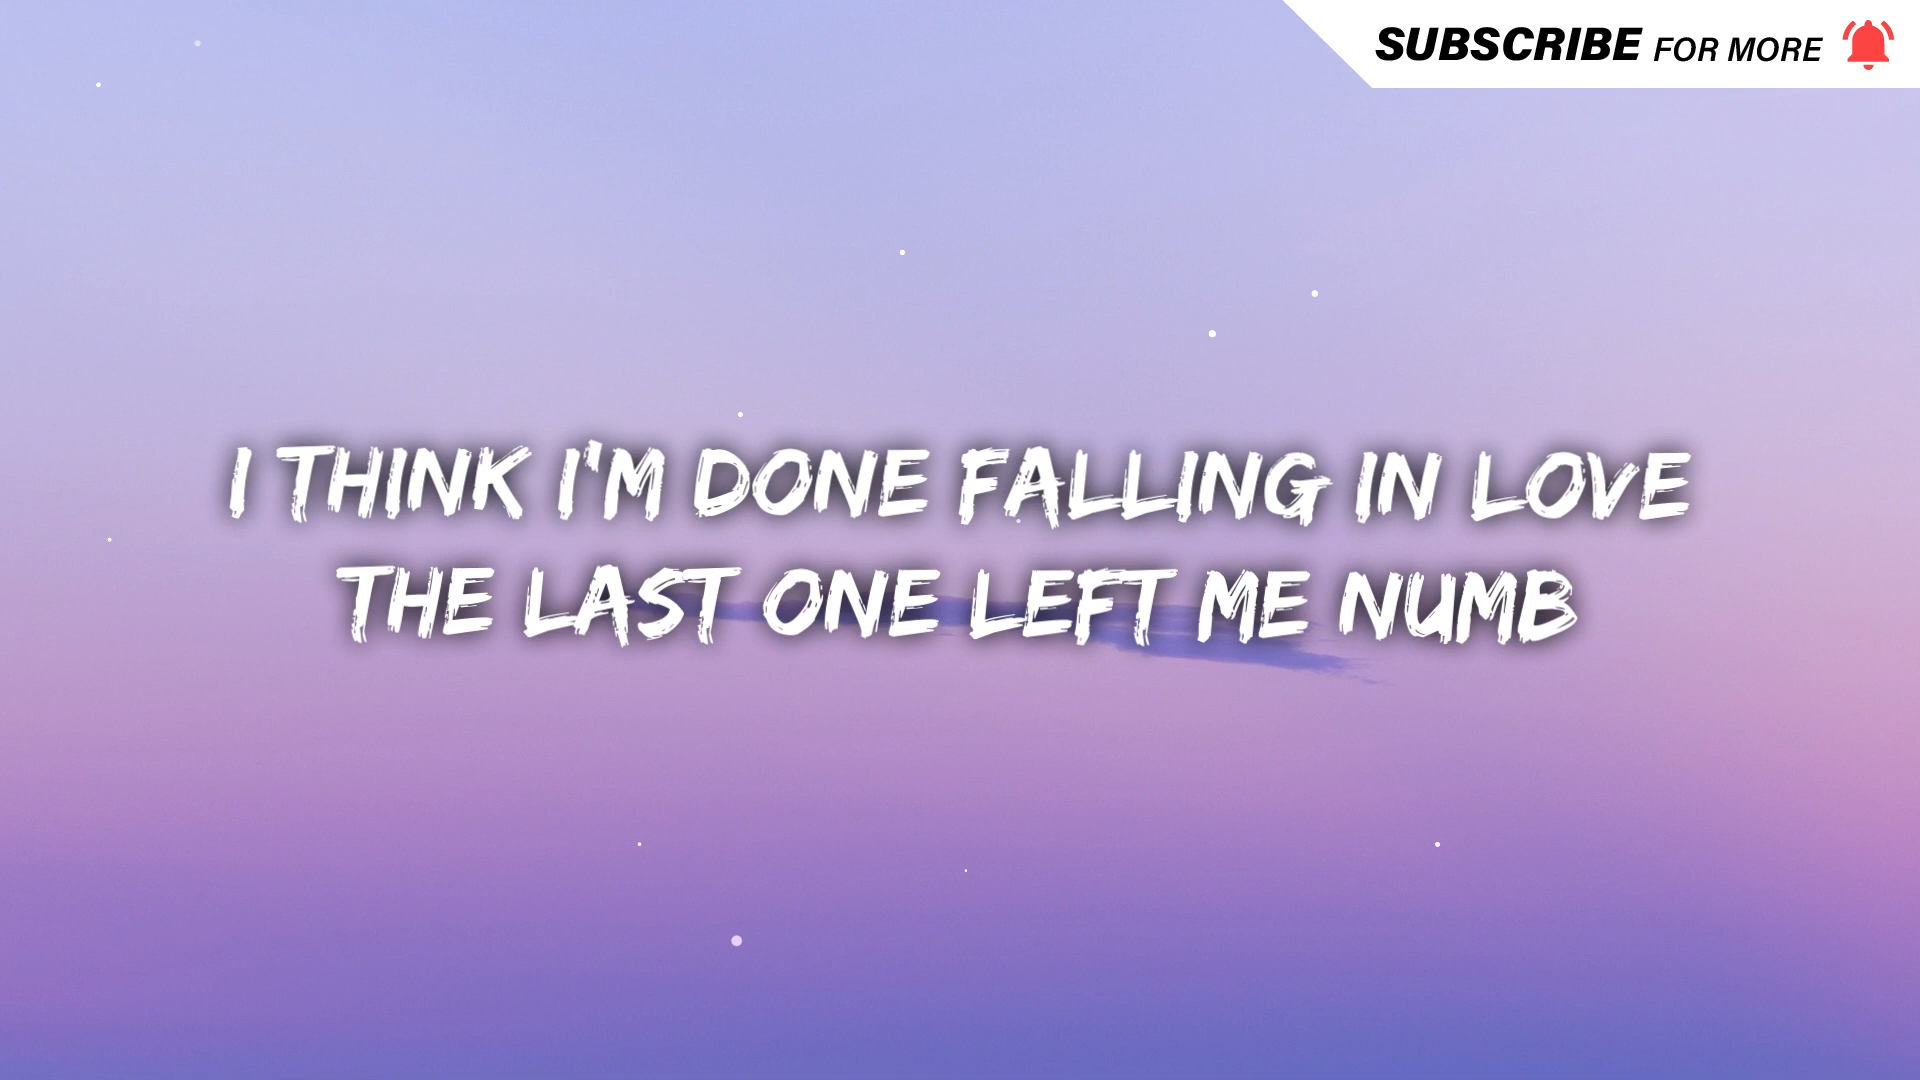 SUBSCRIBE FOR MORE
I THINK I'M DONE FALLING IN LOVE
THE LAST ONE LEFT ME NUMB